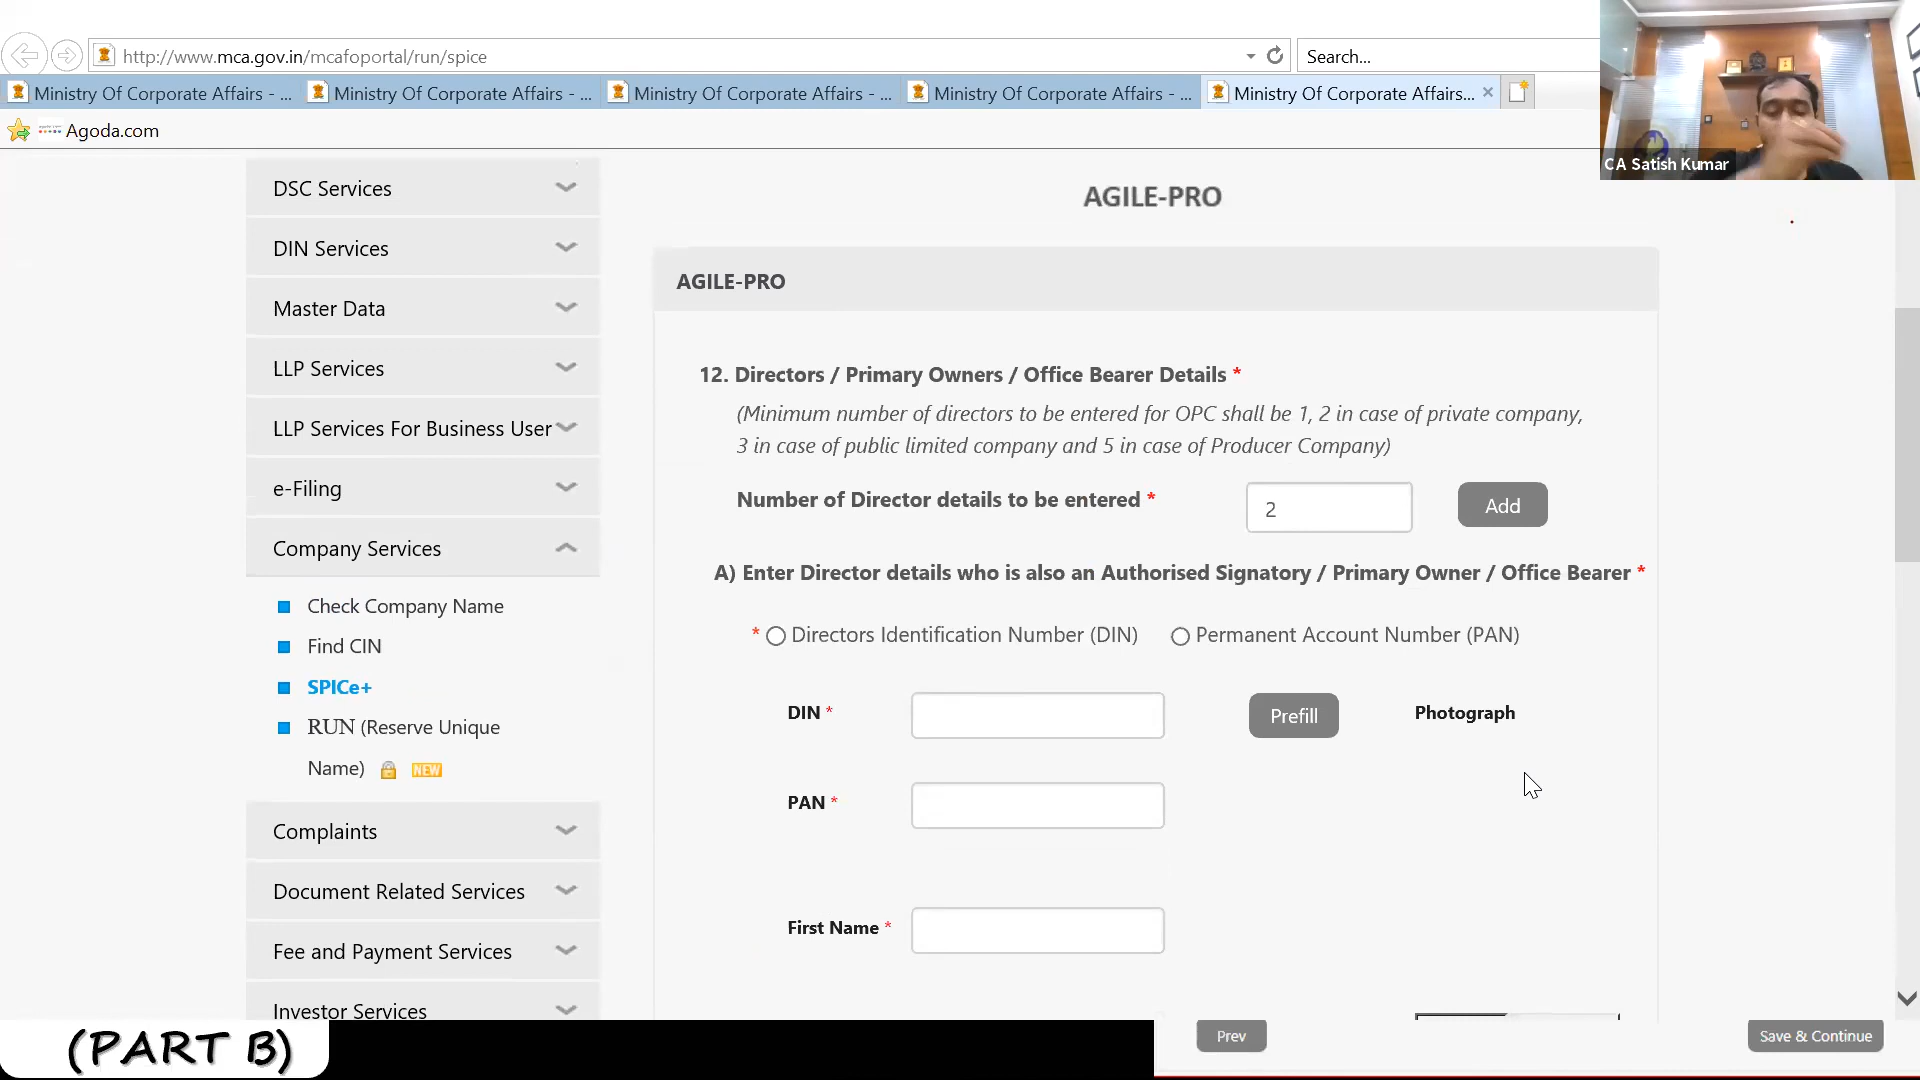 http://www.mca.gov.in/mcafoportal/run/spice
Search...
Ministry Of Corporate Affairs - ...
Ministry Of Corporate Affairs - ...
Ministry Of Corporate Affairs - ...
Ministry Of Corporate Affairs - ...
Ministry Of Corporate Affairs...
Agoda.com
CA Satish Kumar
DSC Services
DIN Services
Master Data
LLP Services
LLP Services For Business User
e-Filing
Company Services
Check Company Name
Find CIN
SPICe+
RUN (Reserve Unique
Name) NEW
Complaints
Document Related Services
Fee and Payment Services
Investor Services
AGILE-PRO
AGILE-PRO
12. Directors / Primary Owners / Office Bearer Details *
(Minimum number of directors to be entered for OPC shall be 1, 2 in case of private company,
3 in case of public limited company and 5 in case of Producer Company)
Number of Director details to be entered * 2 Add
A) Enter Director details who is also an Authorised Signatory / Primary Owner / Office Bearer *
* Directors Identification Number (DIN) Permanent Account Number (PAN)
DIN * Prefill Photograph
PAN *
First Name *
Prev Save & Continue
(PART B)